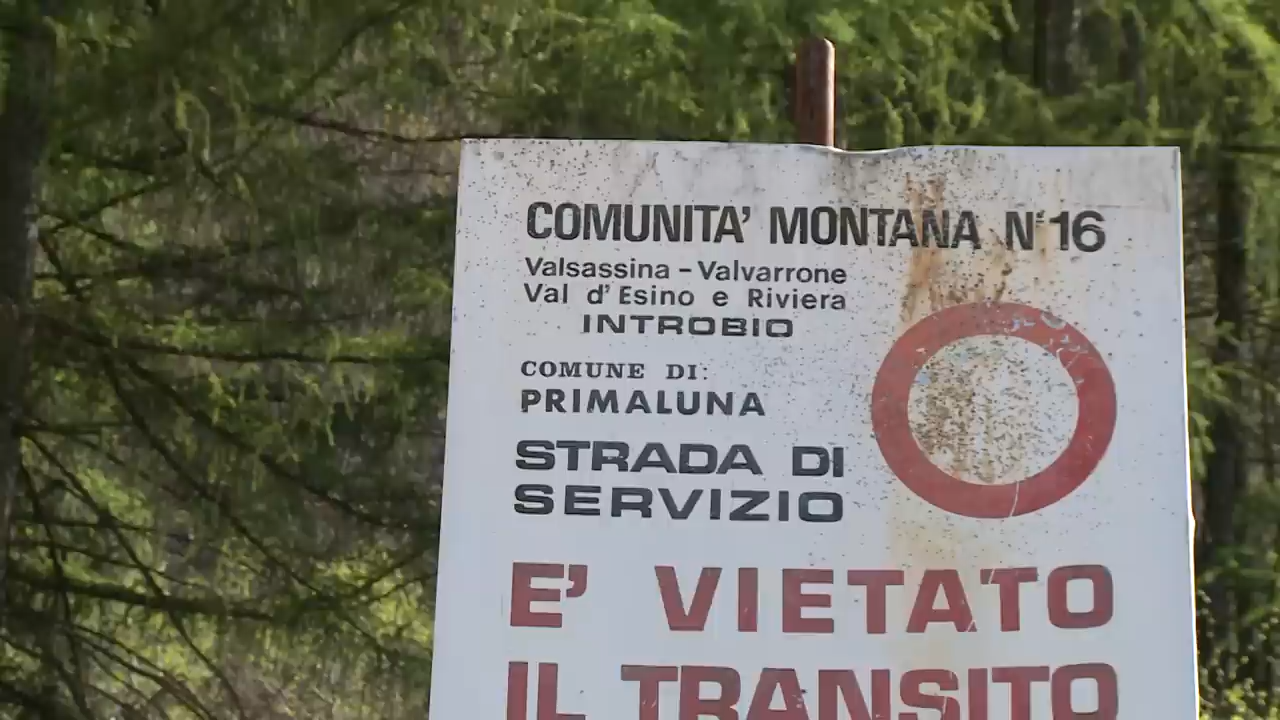 COMUNITA' MONTANA N°16
Valsassina - Valvarrone
Val d'Esino e Riviera
INTROBIO
COMUNE DI:
PRIMALUNA
STRADA DI
SERVIZIO
E' VIETATO
IL TRANSITO